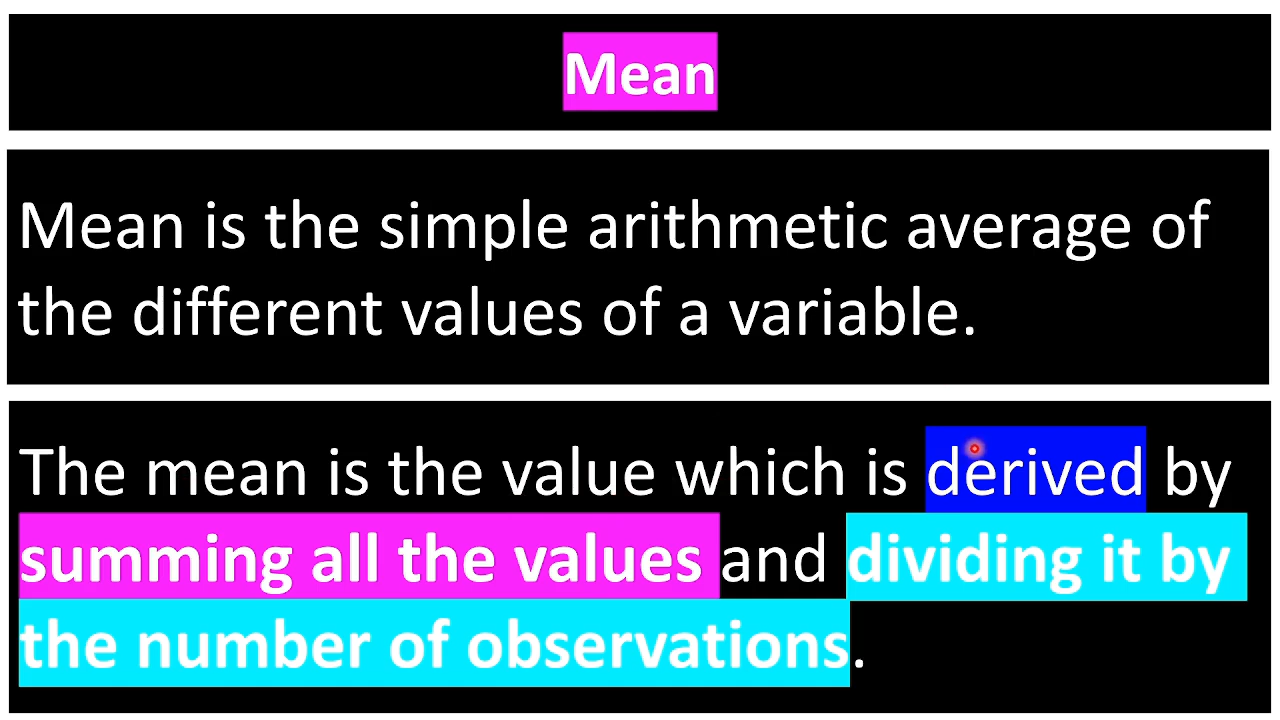 Mean
Mean is the simple arithmetic average of
the different values of a variable.
The mean is the value which is derived by
summing all the values and dividing it by
the number of observations.